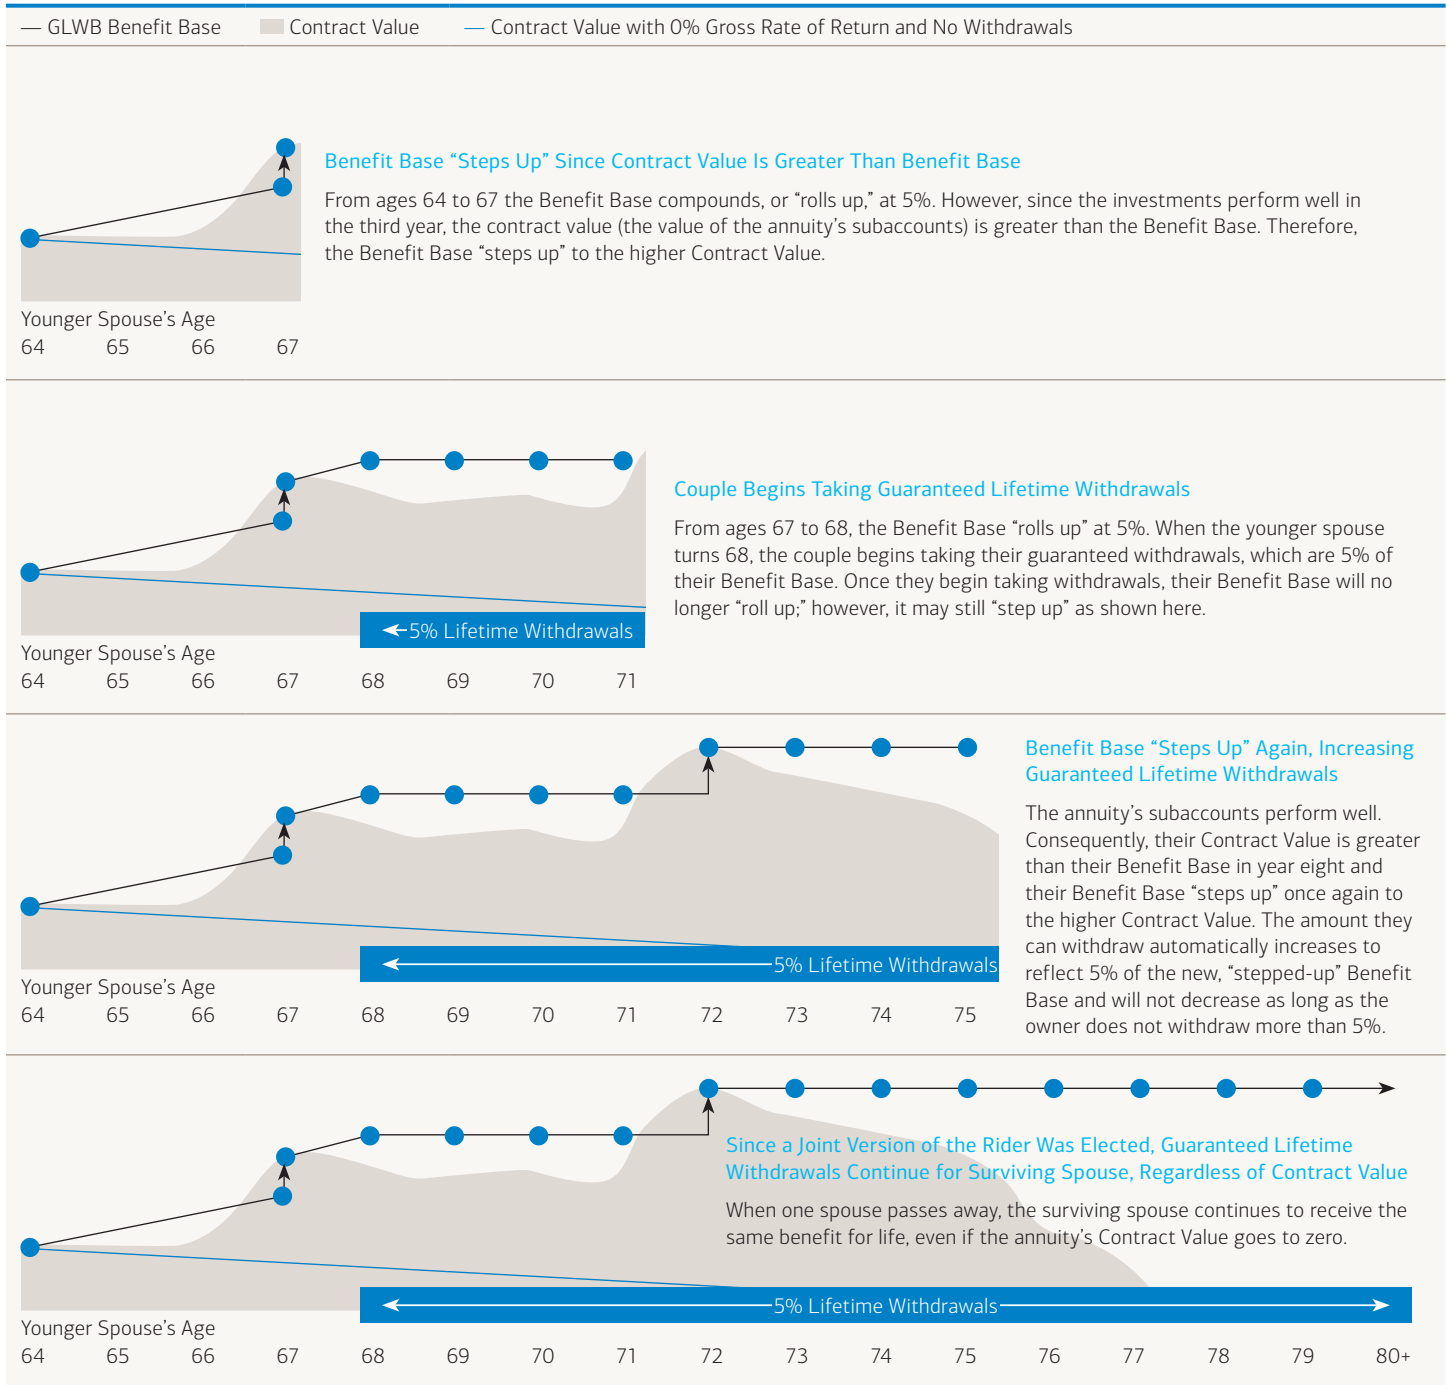 — GLWB Benefit Base Contract Value — Contract Value with 0% Gross Rate of Return and No Withdrawals
Benefit Base “Steps Up” Since Contract Value Is Greater Than Benefit Base
From ages 64 to 67 the Benefit Base compounds, or “rolls up,” at 5%. However, since the investments perform well in
the third year, the contract value (the value of the annuity’s subaccounts) is greater than the Benefit Base. Therefore,
the Benefit Base “steps up” to the higher Contract Value.
Younger Spouse’s Age
64 65 66 67
Couple Begins Taking Guaranteed Lifetime Withdrawals
From ages 67 to 68, the Benefit Base “rolls up” at 5%. When the younger spouse
turns 68, the couple begins taking their guaranteed withdrawals, which are 5% of
their Benefit Base. Once they begin taking withdrawals, their Benefit Base will no
longer “roll up;” however, it may still “step up” as shown here.
5% Lifetime Withdrawals
Younger Spouse’s Age
64 65 66 67 68 69 70 71
Benefit Base “Steps Up” Again, Increasing
Guaranteed Lifetime Withdrawals
The annuity’s subaccounts perform well.
Consequently, their Contract Value is greater
than their Benefit Base in year eight and
their Benefit Base “steps up” once again to
the higher Contract Value. The amount they
can withdraw automatically increases to
reflect 5% of the new, “stepped-up” Benefit
Base and will not decrease as long as the
owner does not withdraw more than 5%.
5% Lifetime Withdrawals
Younger Spouse’s Age
64 65 66 67 68 69 70 71 72 73 74 75
Since a Joint Version of the Rider Was Elected, Guaranteed Lifetime
Withdrawals Continue for Surviving Spouse, Regardless of Contract Value
When one spouse passes away, the surviving spouse continues to receive the
same benefit for life, even if the annuity’s Contract Value goes to zero.
5% Lifetime Withdrawals
Younger Spouse’s Age
64 65 66 67 68 69 70 71 72 73 74 75 76 77 78 79 80+